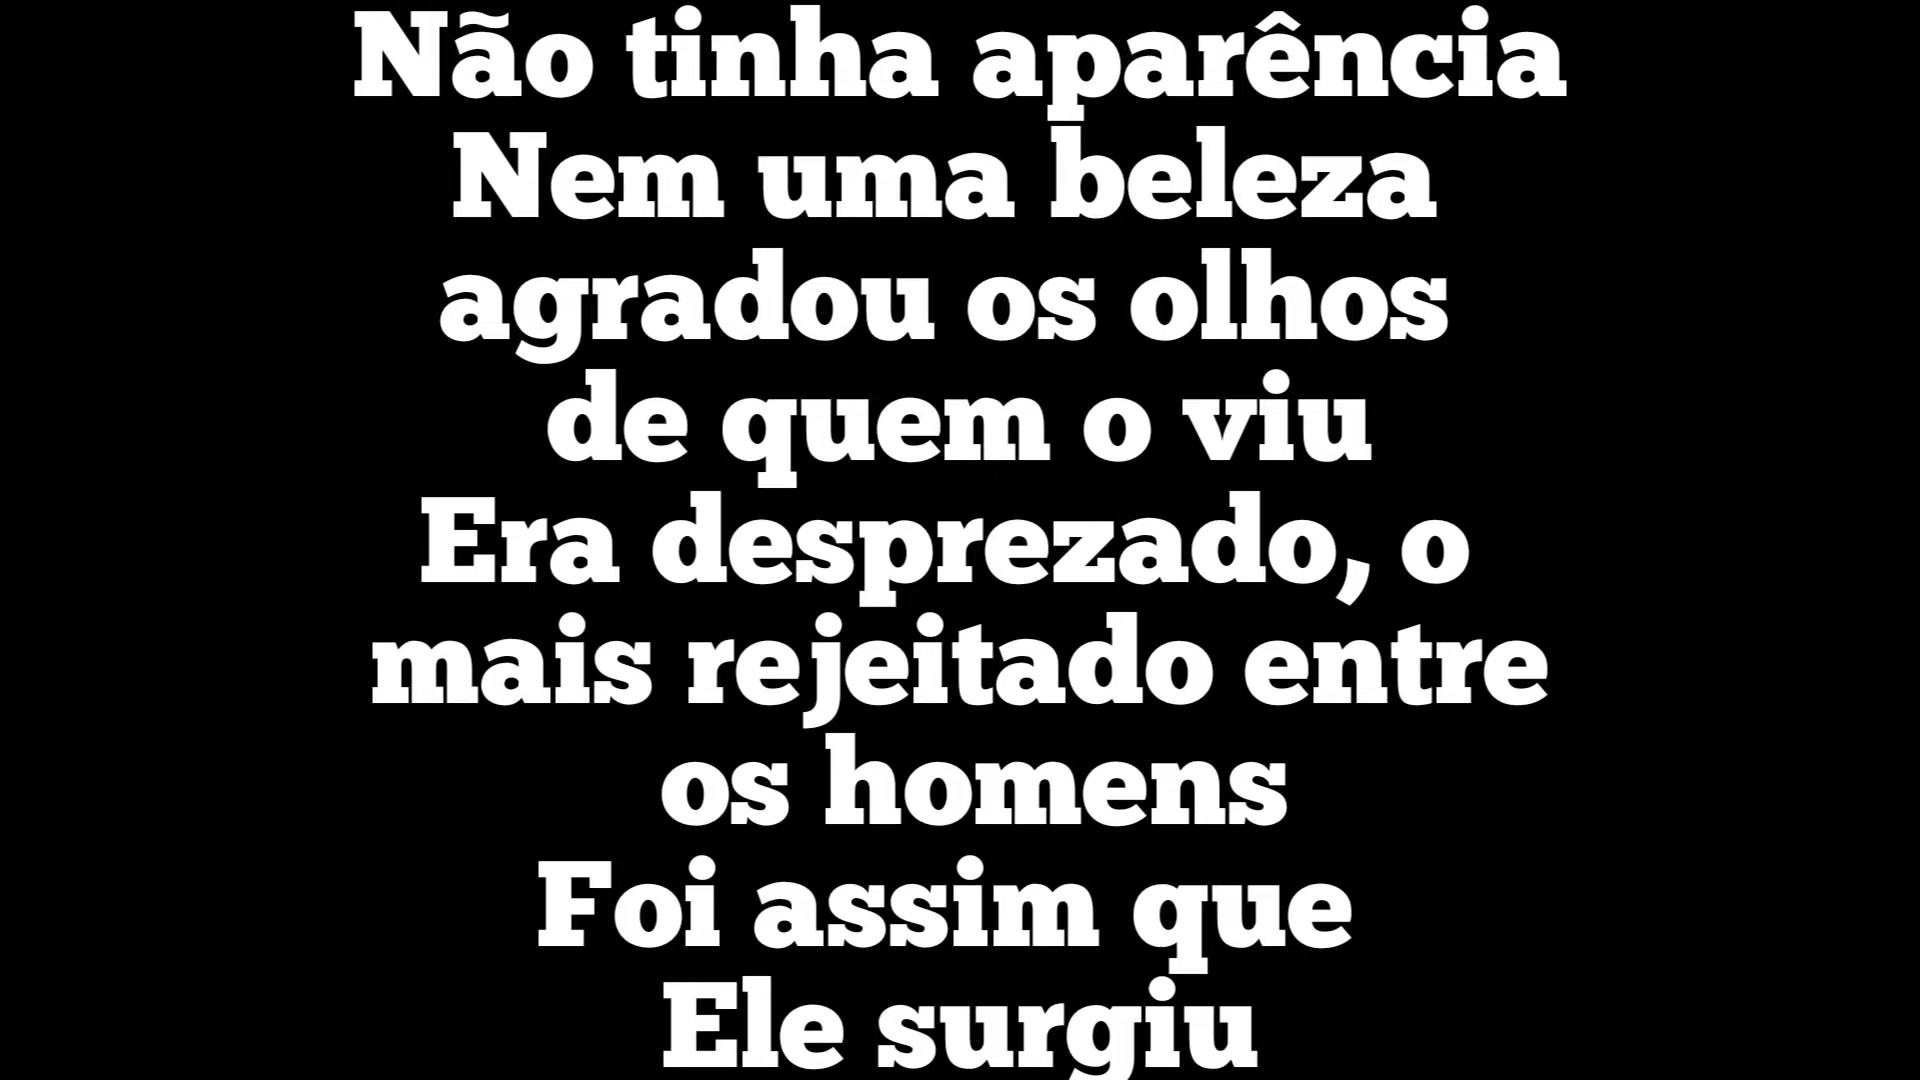 Não tinha aparência
Nem uma beleza
agradou os olhos
de quem o viu
Era desprezado, o
mais rejeitado entre
os homens
Foi assim que
Ele surgiu